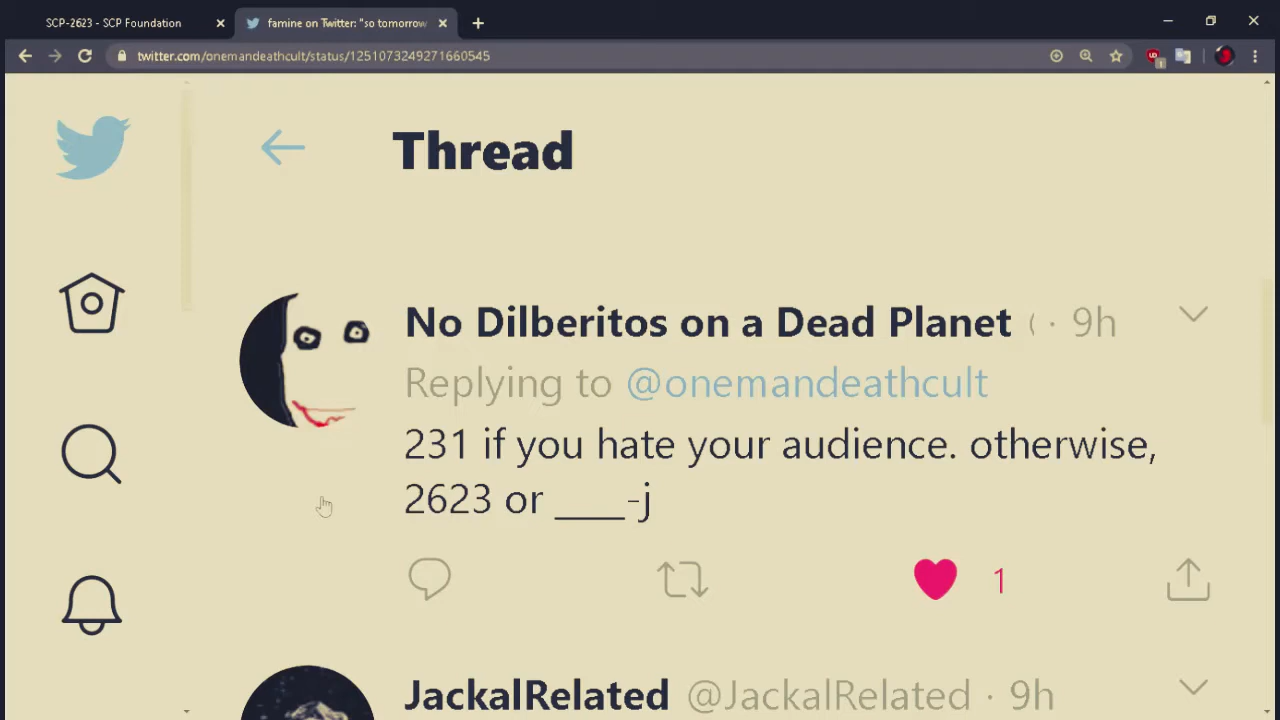 SCP-2623 - SCP Foundation
famine on Twitter: "so tomorrow
twitter.com/onemandeathcult/status/1251073249271660545
Thread
No Dilberitos on a Dead Planet ( · 9h
Replying to @onemandeathcult
231 if you hate your audience. otherwise,
2623 or ____-j
1
JackalRelated @JackalRelated · 9h